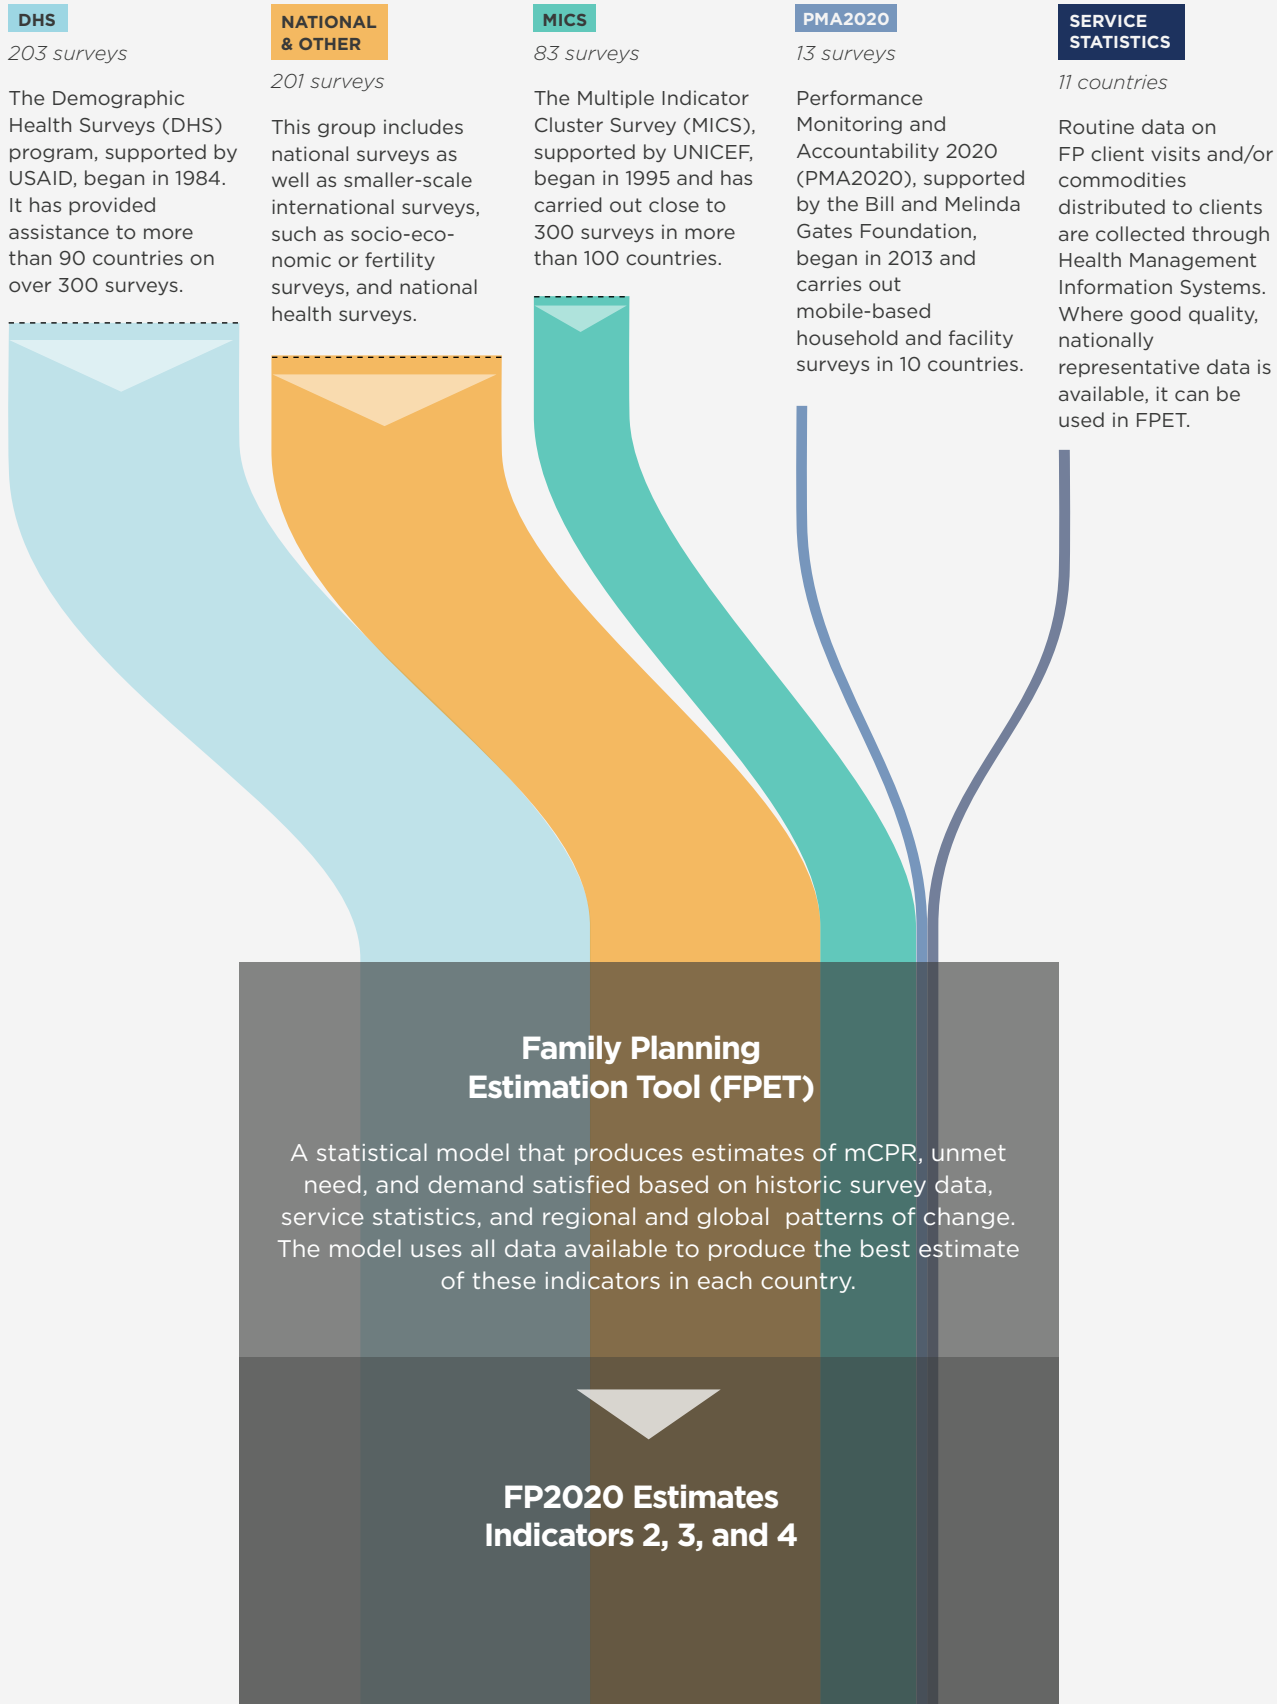 DHS
203 surveys
The Demographic
Health Surveys (DHS)
program, supported by
USAID, began in 1984.
It has provided
assistance to more
than 90 countries on
over 300 surveys.
NATIONAL
& OTHER
201 surveys
This group includes
national surveys as
well as smaller-scale
international surveys,
such as socio-eco-
nomic or fertility
surveys, and national
health surveys.
MICS
83 surveys
The Multiple Indicator
Cluster Survey (MICS),
supported by UNICEF,
began in 1995 and has
carried out close to
300 surveys in more
than 100 countries.
PMA2020
13 surveys
Performance
Monitoring and
Accountability 2020
(PMA2020), supported
by the Bill and Melinda
Gates Foundation,
began in 2013 and
carries out
mobile-based
household and facility
surveys in 10 countries.
SERVICE
STATISTICS
11 countries
Routine data on
FP client visits and/or
commodities
distributed to clients
are collected through
Health Management
Information Systems.
Where good quality,
nationally
representative data is
available, it can be
used in FPET.
Family Planning
Estimation Tool (FPET)
A statistical model that produces estimates of mCPR, unmet
need, and demand satisfied based on historic survey data,
service statistics, and regional and global  patterns of change.
The model uses all data available to produce the best estimate
of these indicators in each country.
FP2020 Estimates
Indicators 2, 3, and 4